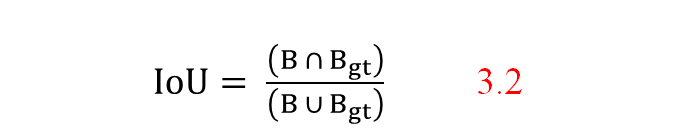 IoU = (B ∩ B_gt) / (B ∪ B_gt) 3.2